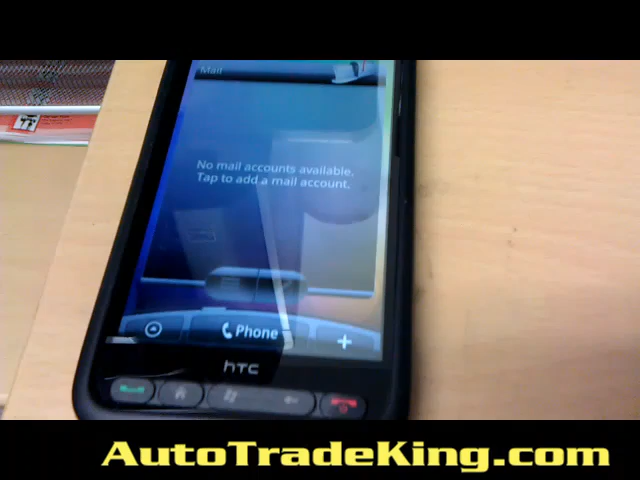 Mail
No mail accounts available.
Tap to add a mail account.
Phone
hTC
AutoTradeKing.com